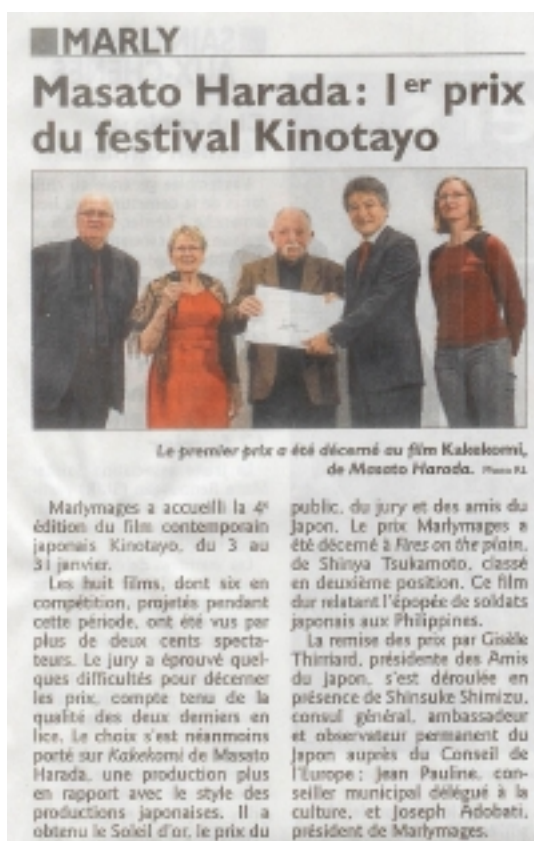 MARLY
Masato Harada : 1er prix
du festival Kinotayo
Le premier prix a été décerné au film Kakekomi,
de Masato Harada. Photo P.J.
Marlymages a accueilli la 4e
édition du film contemporain
japonais Kinotayo, du 3 au
31 janvier.
Les huit films, dont six en
compétition, projetés pendant
cette période, ont été vus par
plus de deux cents specta-
teurs. Le jury a éprouvé quel-
ques difficultés pour décerner
les prix, compte tenu de la
qualité des deux derniers en
lice. Le choix s'est néanmoins
porté sur Kakekomi de Masato
Harada, une production plus
en rapport avec le style des
productions japonaises. Il a
obtenu le Soleil d'or, le prix du
public, du jury et des amis du
Japon. Le prix Marlymages a
été décerné à Fires on the plain,
de Shinya Tsukamoto, classé
en deuxième position. Ce film
dur relatant l'épopée de soldats
japonais aux Philippines.
La remise des prix par Gisèle
Thirriard, présidente des Amis
du Japon, s'est déroulée en
présence de Shinsuke Shimizu,
consul général, ambassadeur
et observateur permanent du
Japon auprès du Conseil de
l'Europe ; Jean Pauline, con-
seiller municipal délégué à la
culture, et Joseph Adobati,
président de Marlymages.